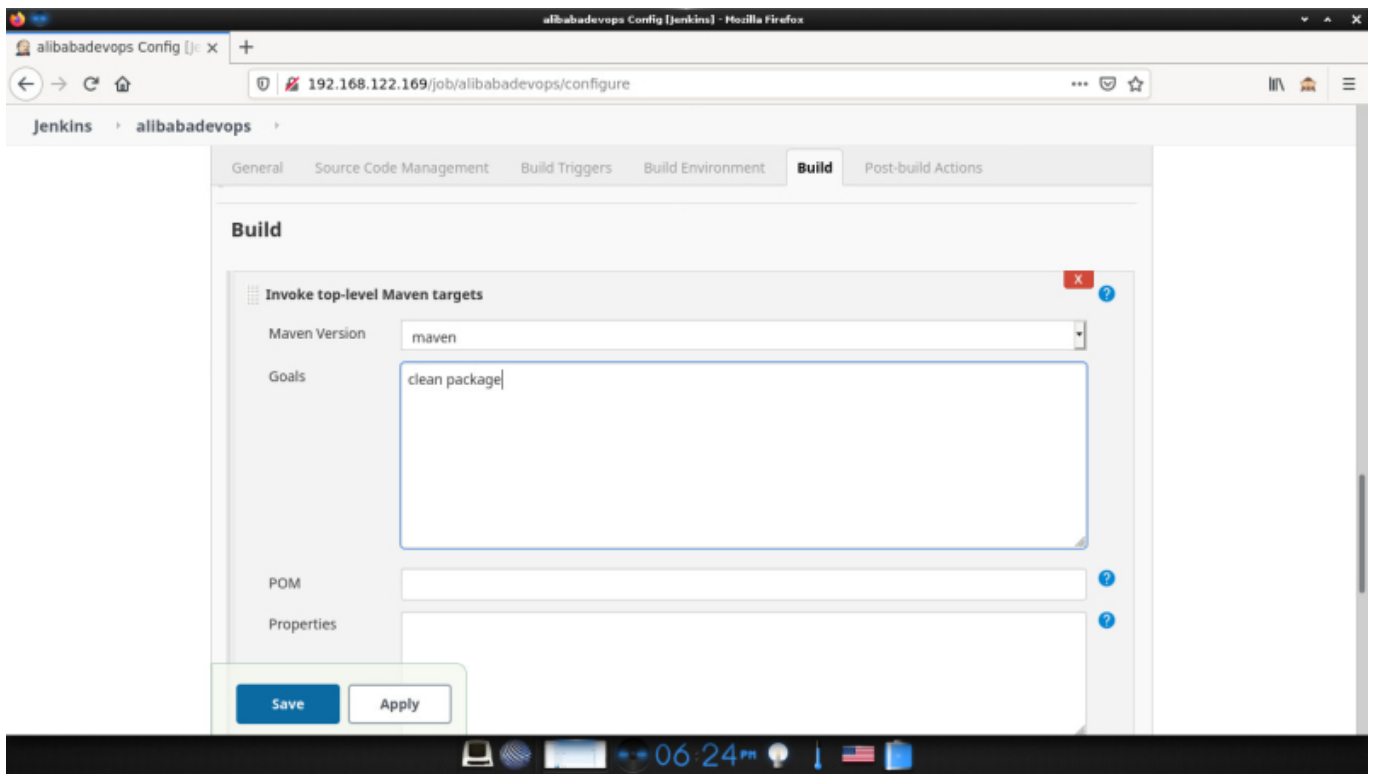 alibabadevops Config [Jenkins] - Mozilla Firefox
alibabadevops Config [Je
192.168.122.169/job/alibabadevops/configure
Jenkins
alibabadevops
General
Source Code Management
Build Triggers
Build Environment
Build
Post-build Actions
Build
X
Invoke top-level Maven targets
Maven Version
maven
Goals
clean package
POM
Properties
Save
Apply
06:24PM